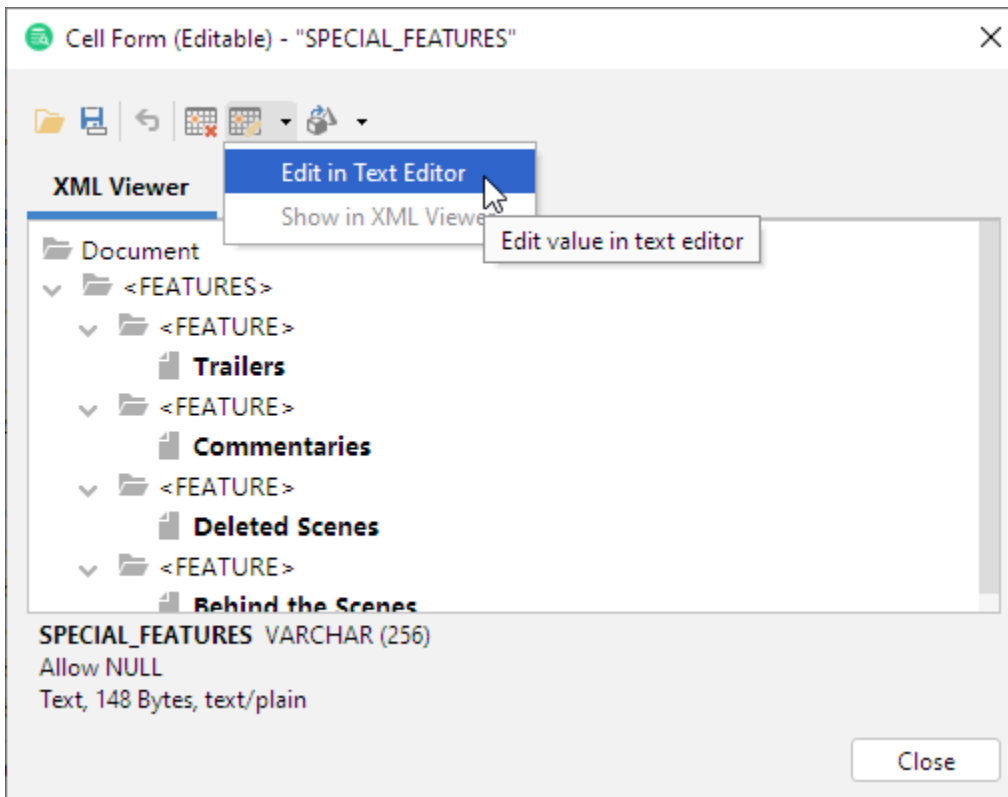 Cell Form (Editable) - "SPECIAL_FEATURES"
Edit in Text Editor
XML Viewer
Show in XML Viewe
Edit value in text editor
Document
<FEATURES>
<FEATURE>
Trailers
<FEATURE>
Commentaries
<FEATURE>
Deleted Scenes
<FEATURE>
Behind the Scenes
SPECIAL_FEATURES VARCHAR (256)
Allow NULL
Text, 148 Bytes, text/plain
Close